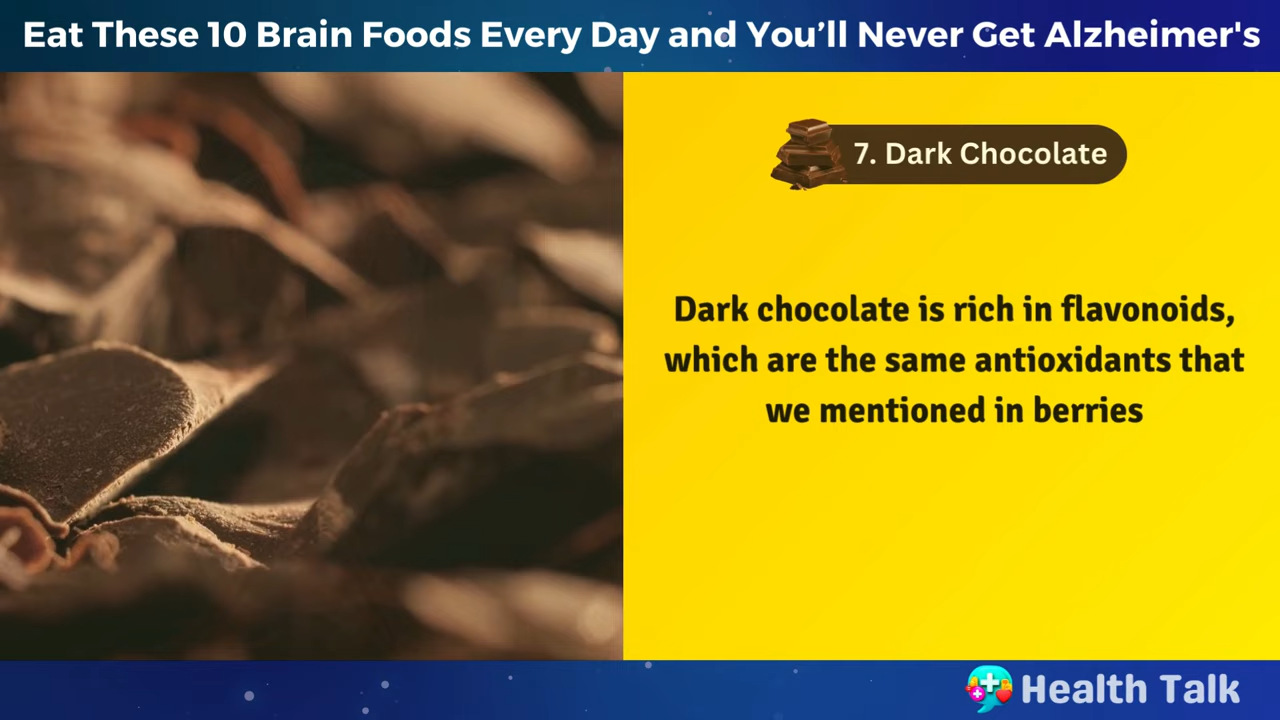 Eat These 10 Brain Foods Every Day and You’ll Never Get Alzheimer's
7. Dark Chocolate
Dark chocolate is rich in flavonoids,
which are the same antioxidants that
we mentioned in berries
Health Talk